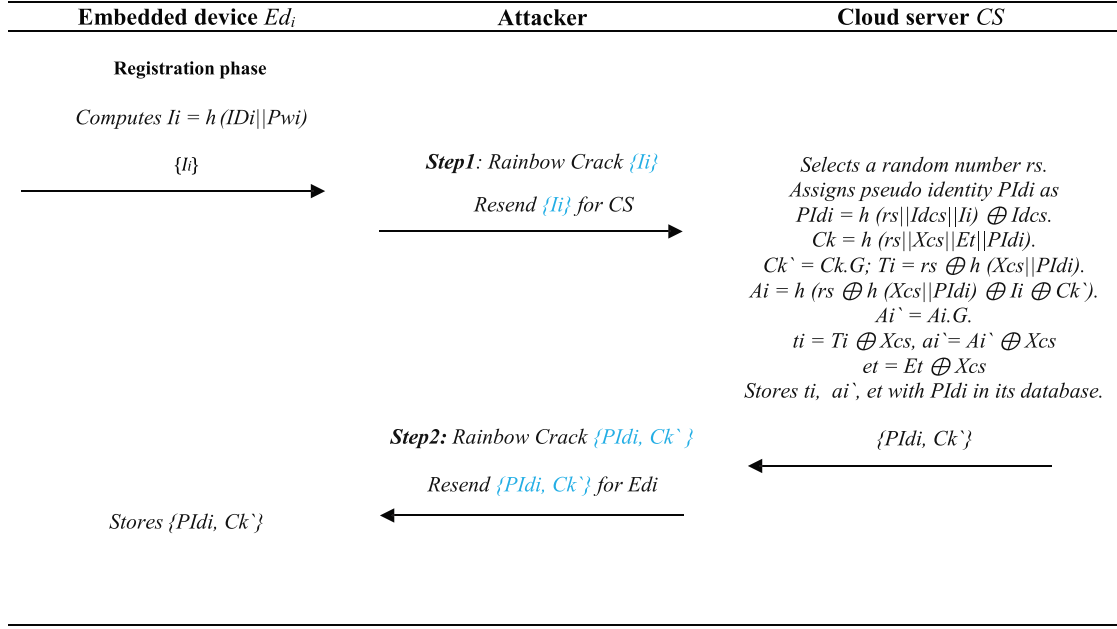 Embedded device Edi
Attacker
Cloud server CS
Registration phase
Computes Ii = h (IDi||Pwi)
{Ii}
Step1: Rainbow Crack {Ii}
Resend {Ii} for CS
Selects a random number rs.
Assigns pseudo identity PIdi as
PIdi = h (rs||Idcs||Ii) ⊕ Idcs.
Ck = h (rs||Xcs||Et||PIdi).
Ck` = Ck.G; Ti = rs ⊕ h (Xcs||PIdi).
Ai = h (rs ⊕ h (Xcs||PIdi) ⊕ Ii ⊕ Ck`).
Ai` = Ai.G.
ti = Ti ⊕ Xcs, ai`= Ai` ⊕ Xcs
et = Et ⊕ Xcs
Stores ti, ai`, et with PIdi in its database.
Step2: Rainbow Crack {PIdi, Ck` }
{PIdi, Ck`}
Resend {PIdi, Ck`} for Edi
Stores {PIdi, Ck`}